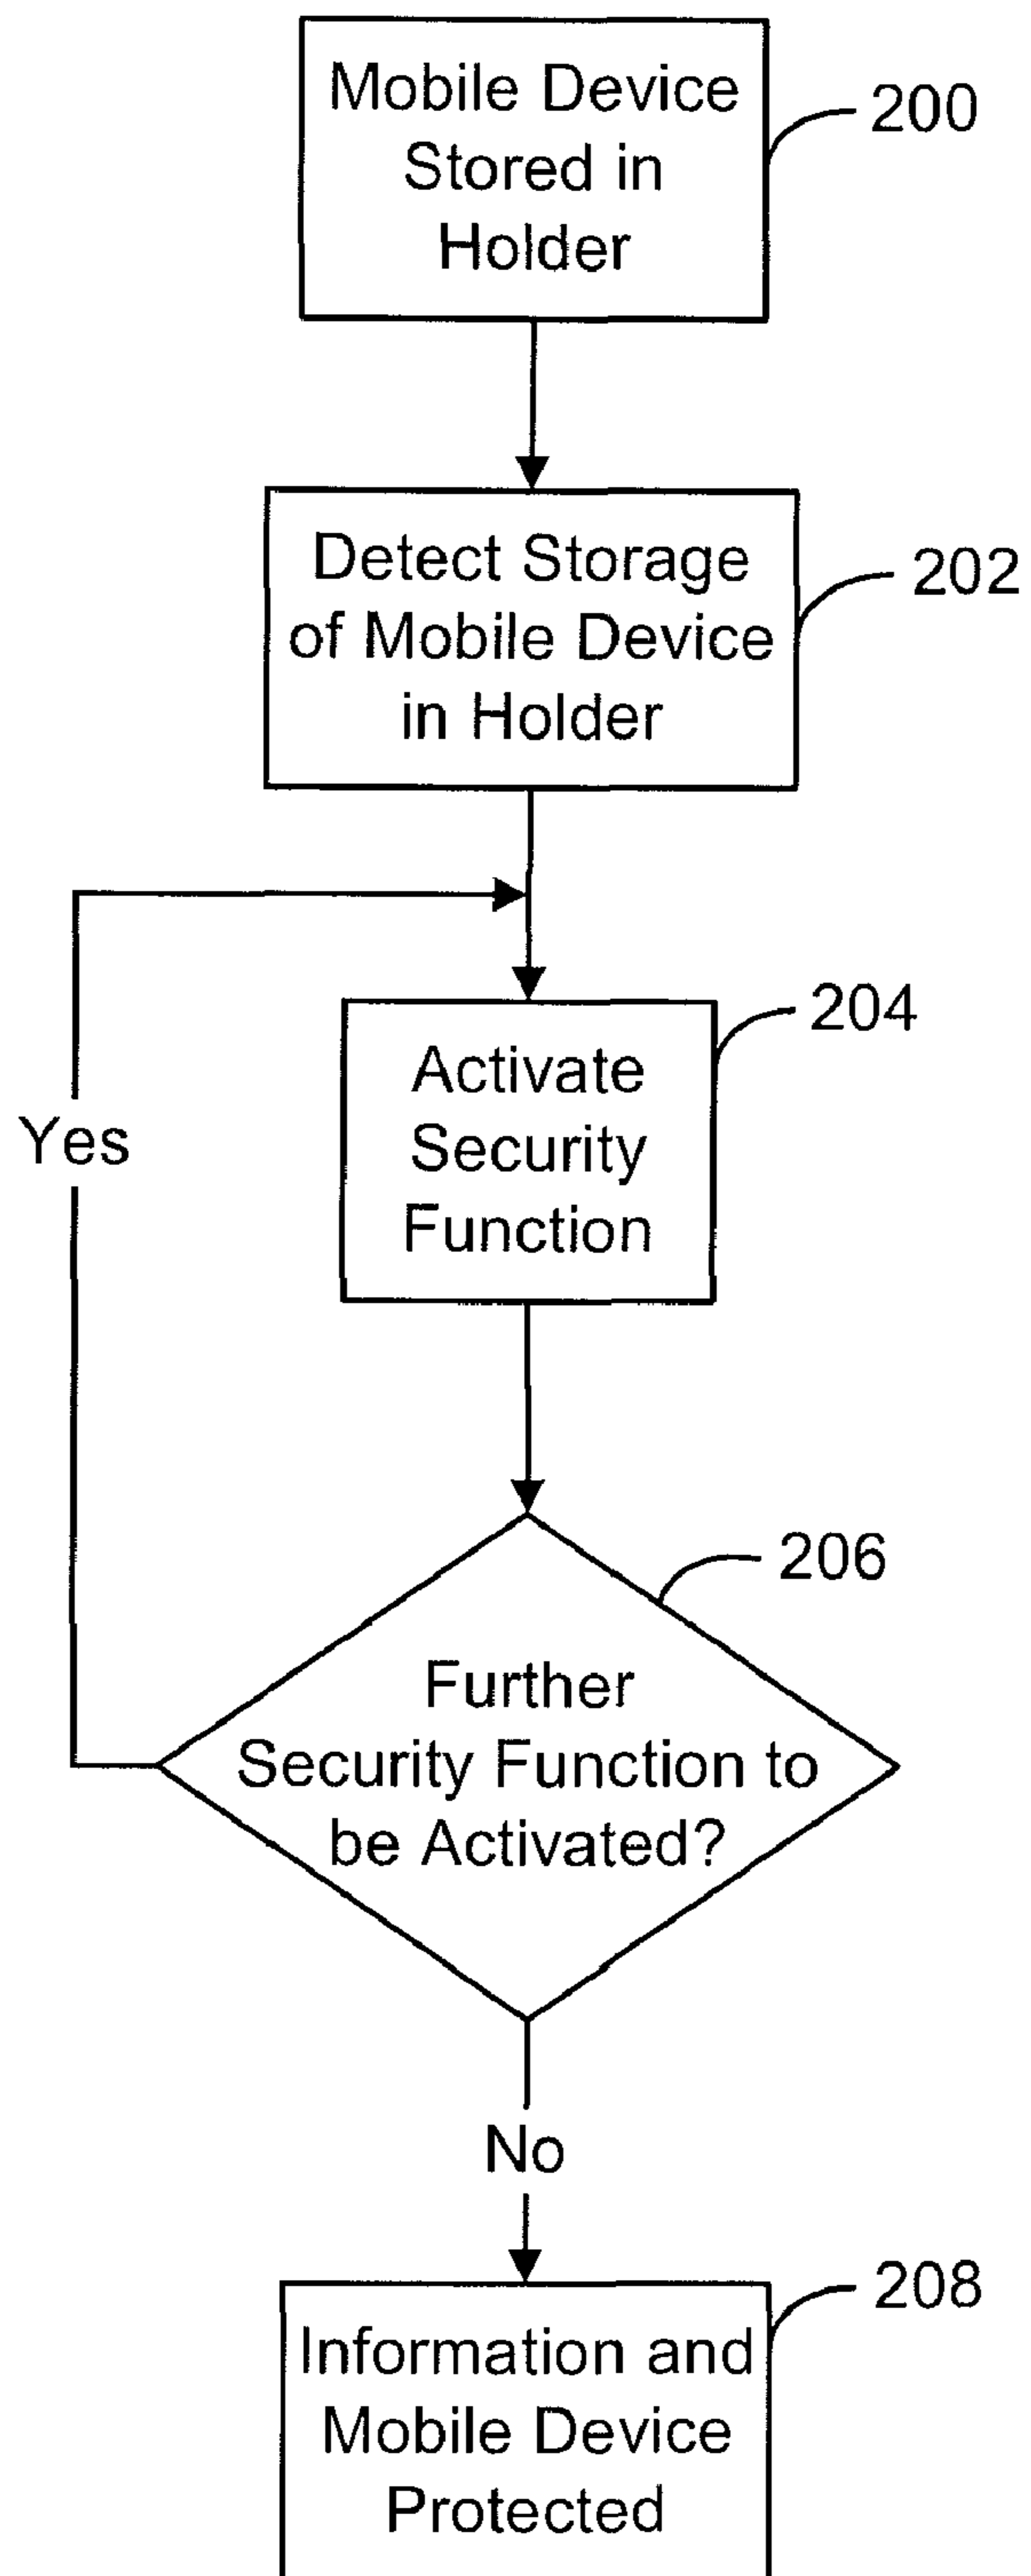 Mobile Device
Stored in
Holder
200
Detect Storage
of Mobile Device
in Holder
202
Activate
Security
Function
204
Yes
Further
Security Function to
be Activated?
206
No
Information and
Mobile Device
Protected
208